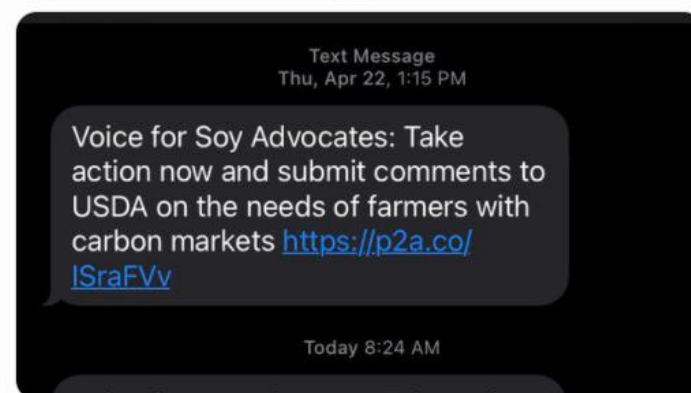 Text Message
Thu, Apr 22, 1:15 PM
Voice for Soy Advocates: Take
action now and submit comments to
USDA on the needs of farmers with
carbon markets https://p2a.co/
ISraFVv
Today 8:24 AM